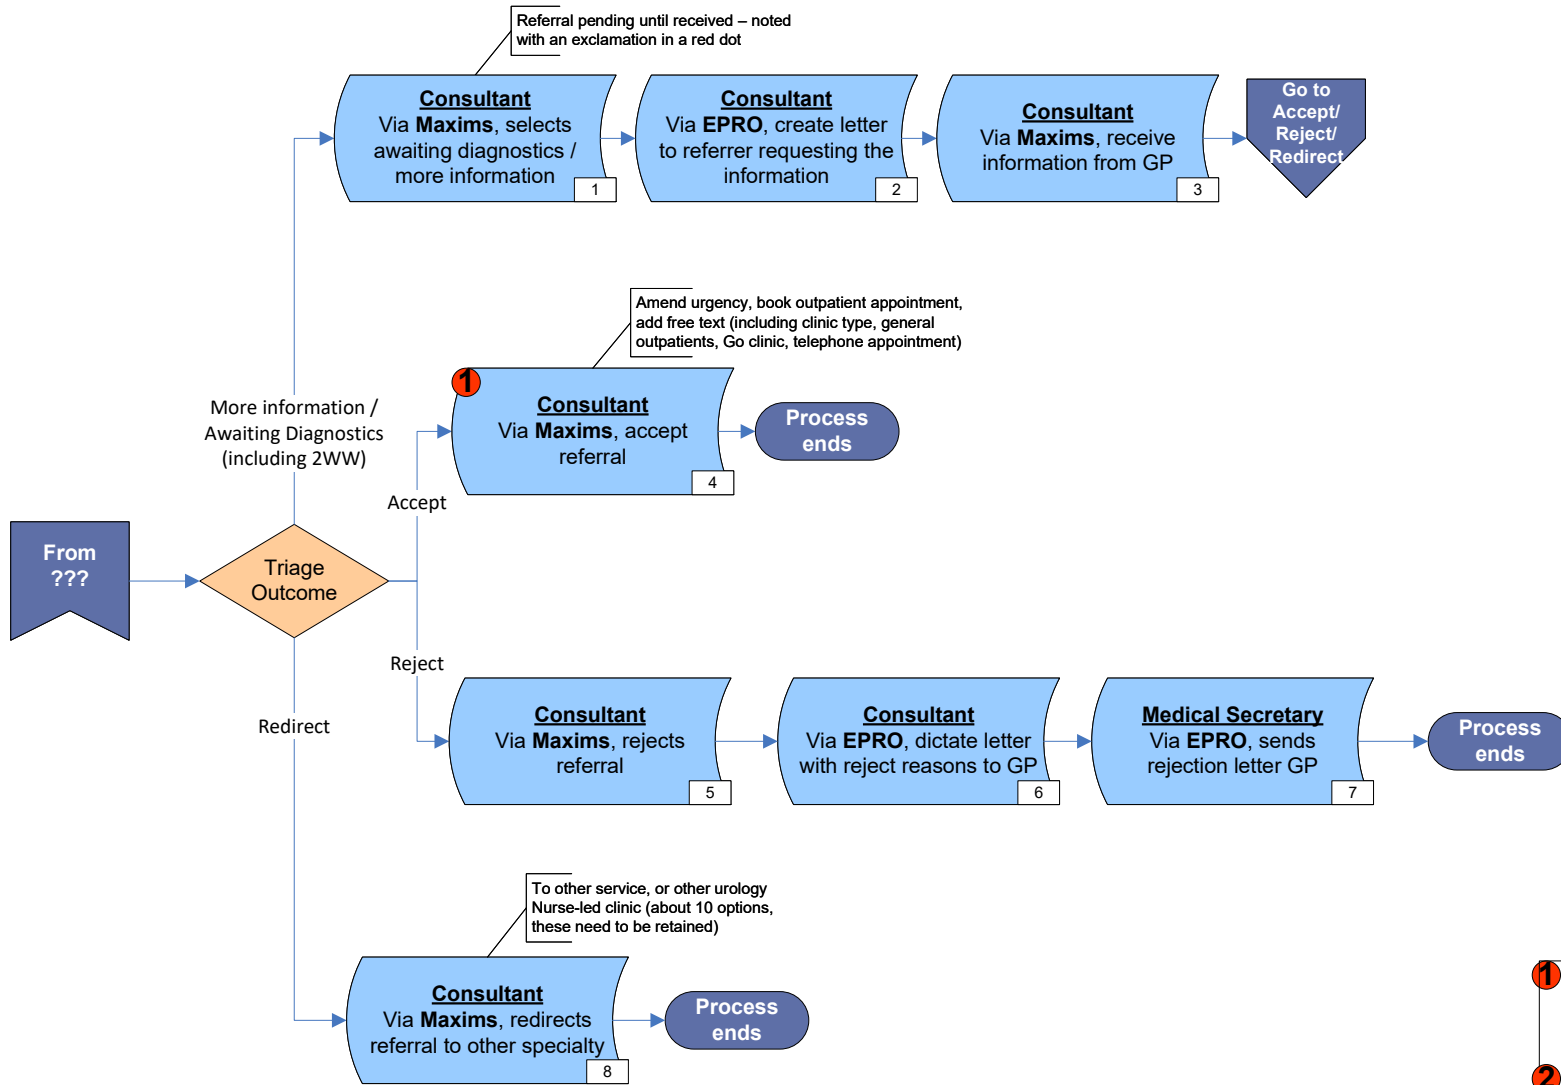 Referral pending until received – noted
with an exclamation in a red dot
Consultant
Via Maxims, selects
awaiting diagnostics /
more information
1
Consultant
Via EPRO, create letter
to referrer requesting the
information
2
Consultant
Via Maxims, receive
information from GP
3
Go to
Accept/
Reject/
Redirect
Amend urgency, book outpatient appointment,
add free text (including clinic type, general
outpatients, Go clinic, telephone appointment)
1
Consultant
Via Maxims, accept
referral
4
Process
ends
More information /
Awaiting Diagnostics
(including 2WW)
Accept
From
???
Triage
Outcome
Reject
Redirect
Consultant
Via Maxims, rejects
referral
5
Consultant
Via EPRO, dictate letter
with reject reasons to GP
6
Medical Secretary
Via EPRO, sends
rejection letter GP
7
Process
ends
To other service, or other urology
Nurse-led clinic (about 10 options,
these need to be retained)
Consultant
Via Maxims, redirects
referral to other specialty
8
Process
ends
1
2